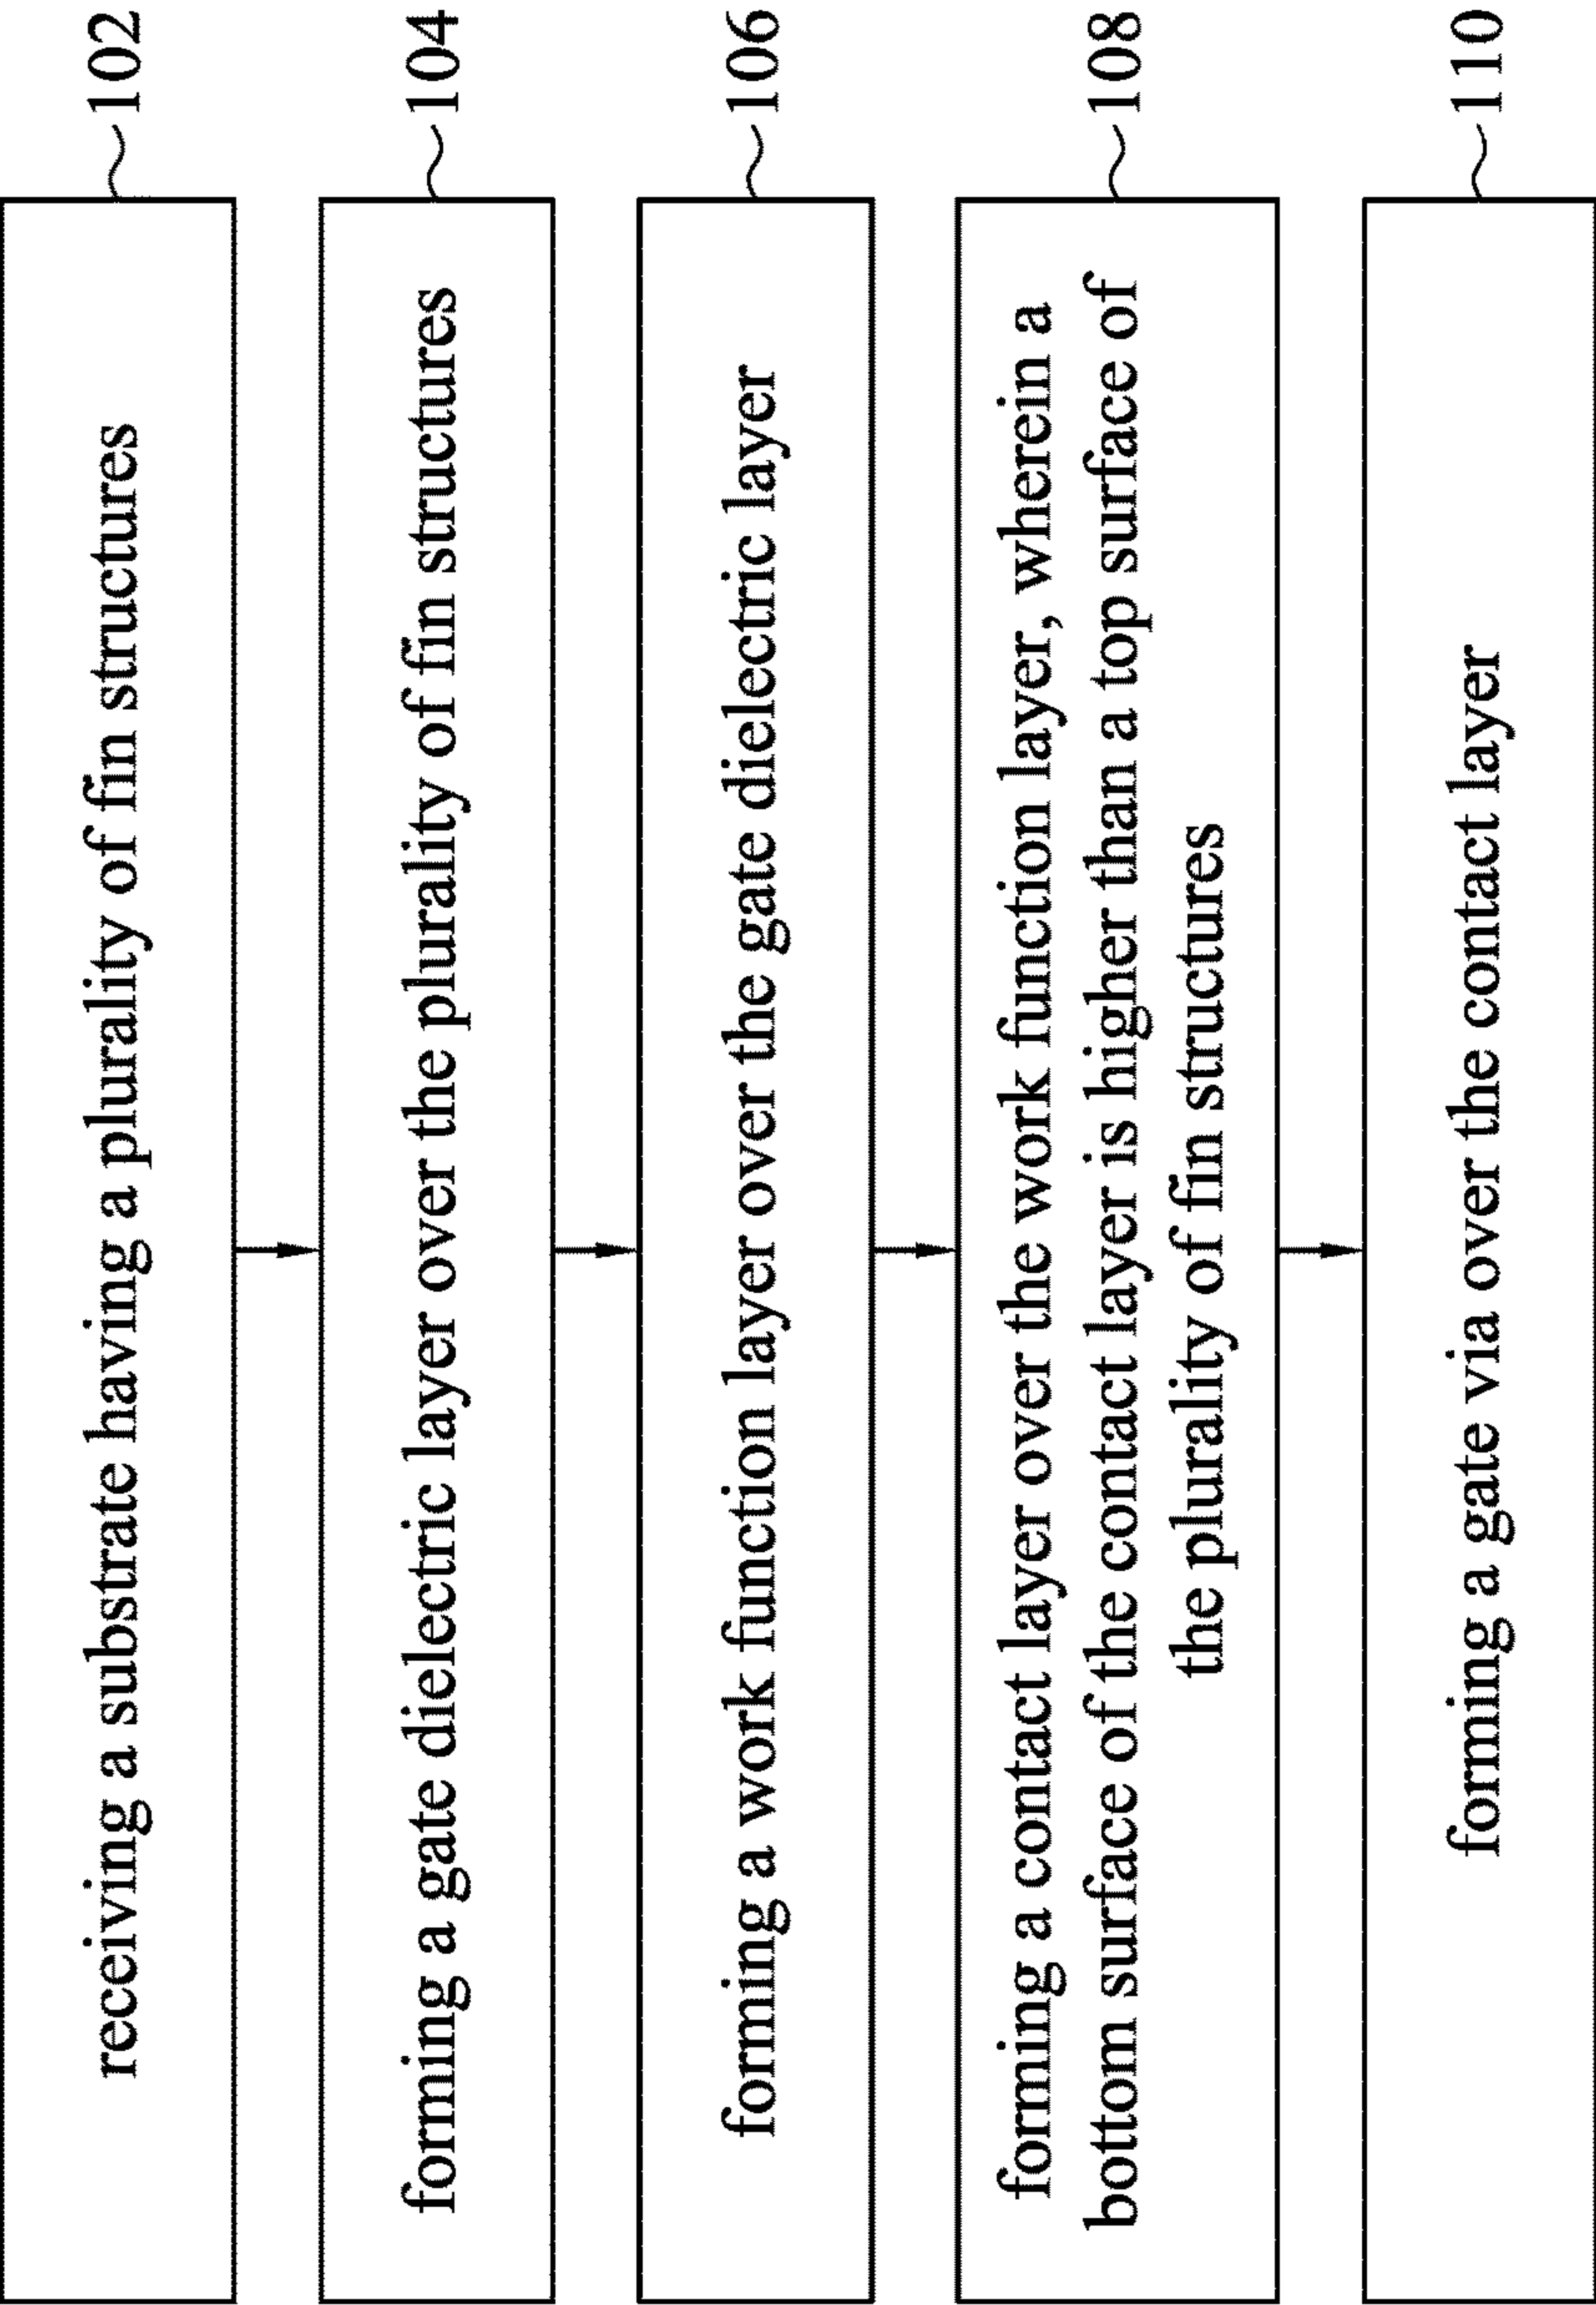 receiving a substrate having a plurality of fin structures
102
forming a gate dielectric layer over the plurality of fin structures
104
forming a work function layer over the gate dielectric layer
106
forming a contact layer over the work function layer, wherein a
bottom surface of the contact layer is higher than a top surface of
the plurality of fin structures
108
forming a gate via over the contact layer
110